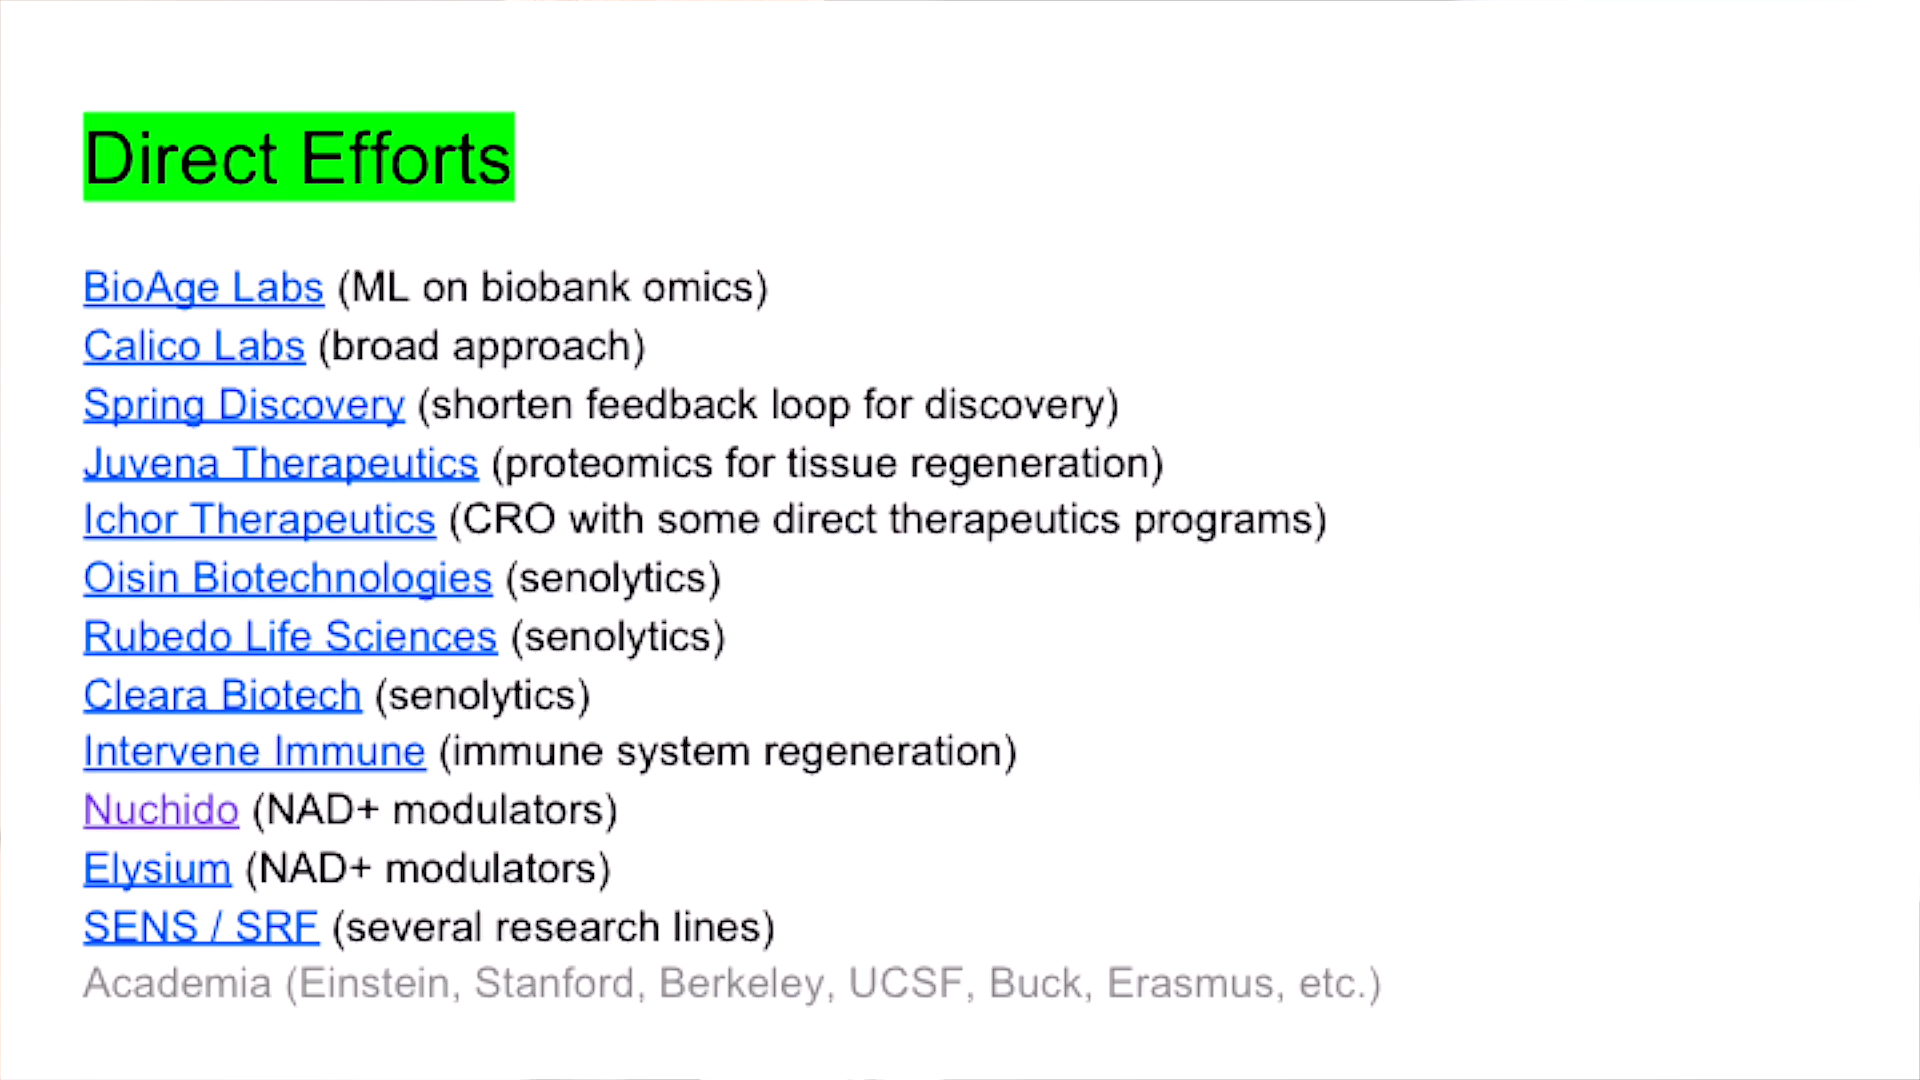 Direct Efforts
BioAge Labs (ML on biobank omics)
Calico Labs (broad approach)
Spring Discovery (shorten feedback loop for discovery)
Juvena Therapeutics (proteomics for tissue regeneration)
Ichor Therapeutics (CRO with some direct therapeutics programs)
Oisin Biotechnologies (senolytics)
Rubedo Life Sciences (senolytics)
Cleara Biotech (senolytics)
Intervene Immune (immune system regeneration)
Nuchido (NAD+ modulators)
Elysium (NAD+ modulators)
SENS / SRF (several research lines)
Academia (Einstein, Stanford, Berkeley, UCSF, Buck, Erasmus, etc.)